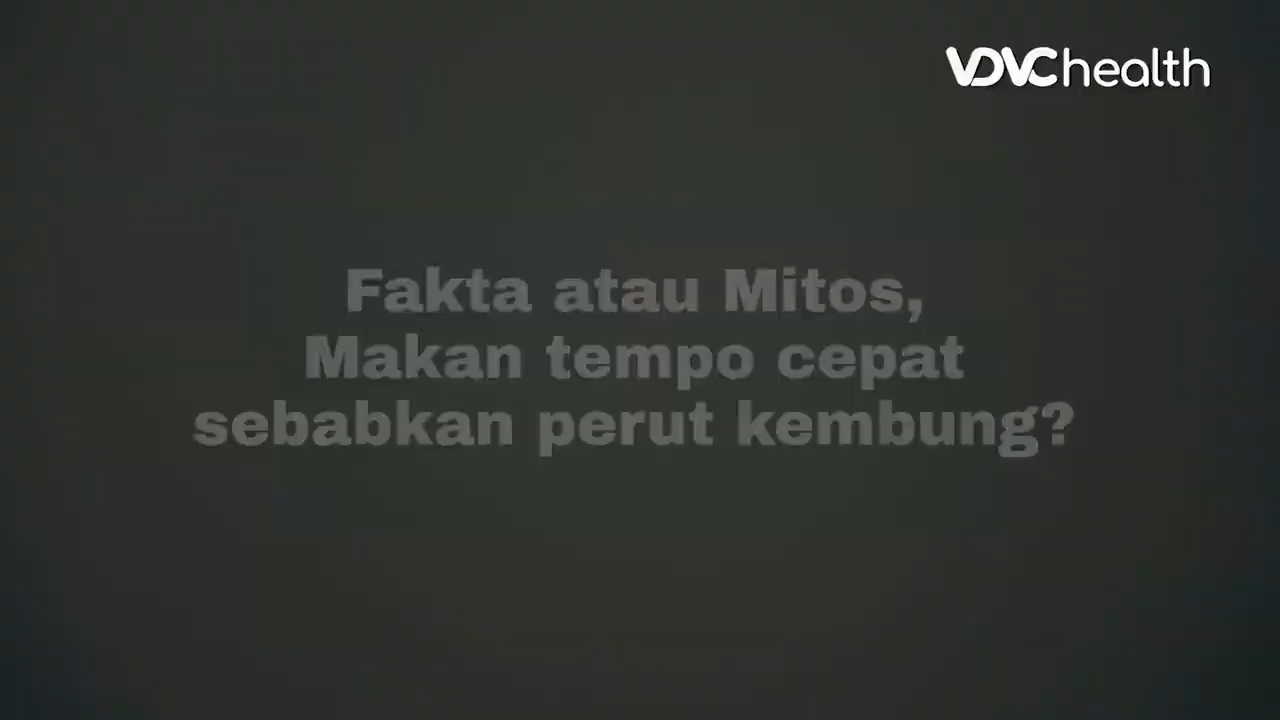 VDVChealth
Fakta atau Mitos,
Makan tempo cepat
sebabkan perut kembung?